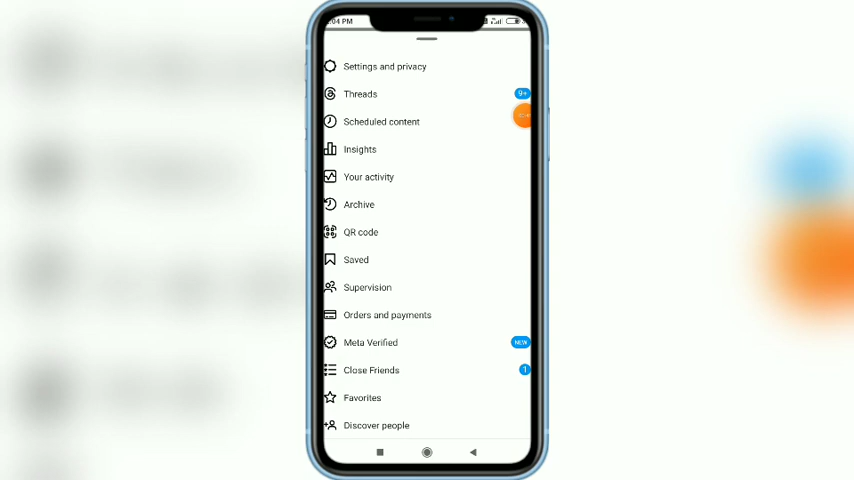 :04 PM
Settings and privacy
Threads
9+
Scheduled content
Insights
Your activity
Archive
QR code
Saved
Supervision
Orders and payments
Meta Verified
NEW
Close Friends
1
Favorites
Discover people